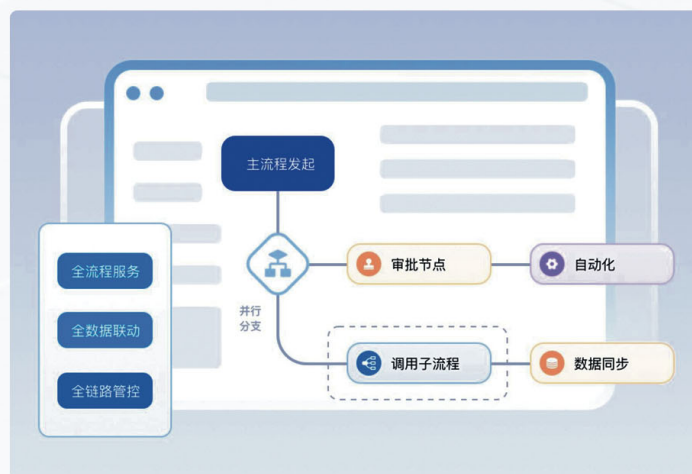 主流程发起
审批节点
自动化
并行
分支
调用子流程
数据同步
全流程服务
全数据联动
全链路管控